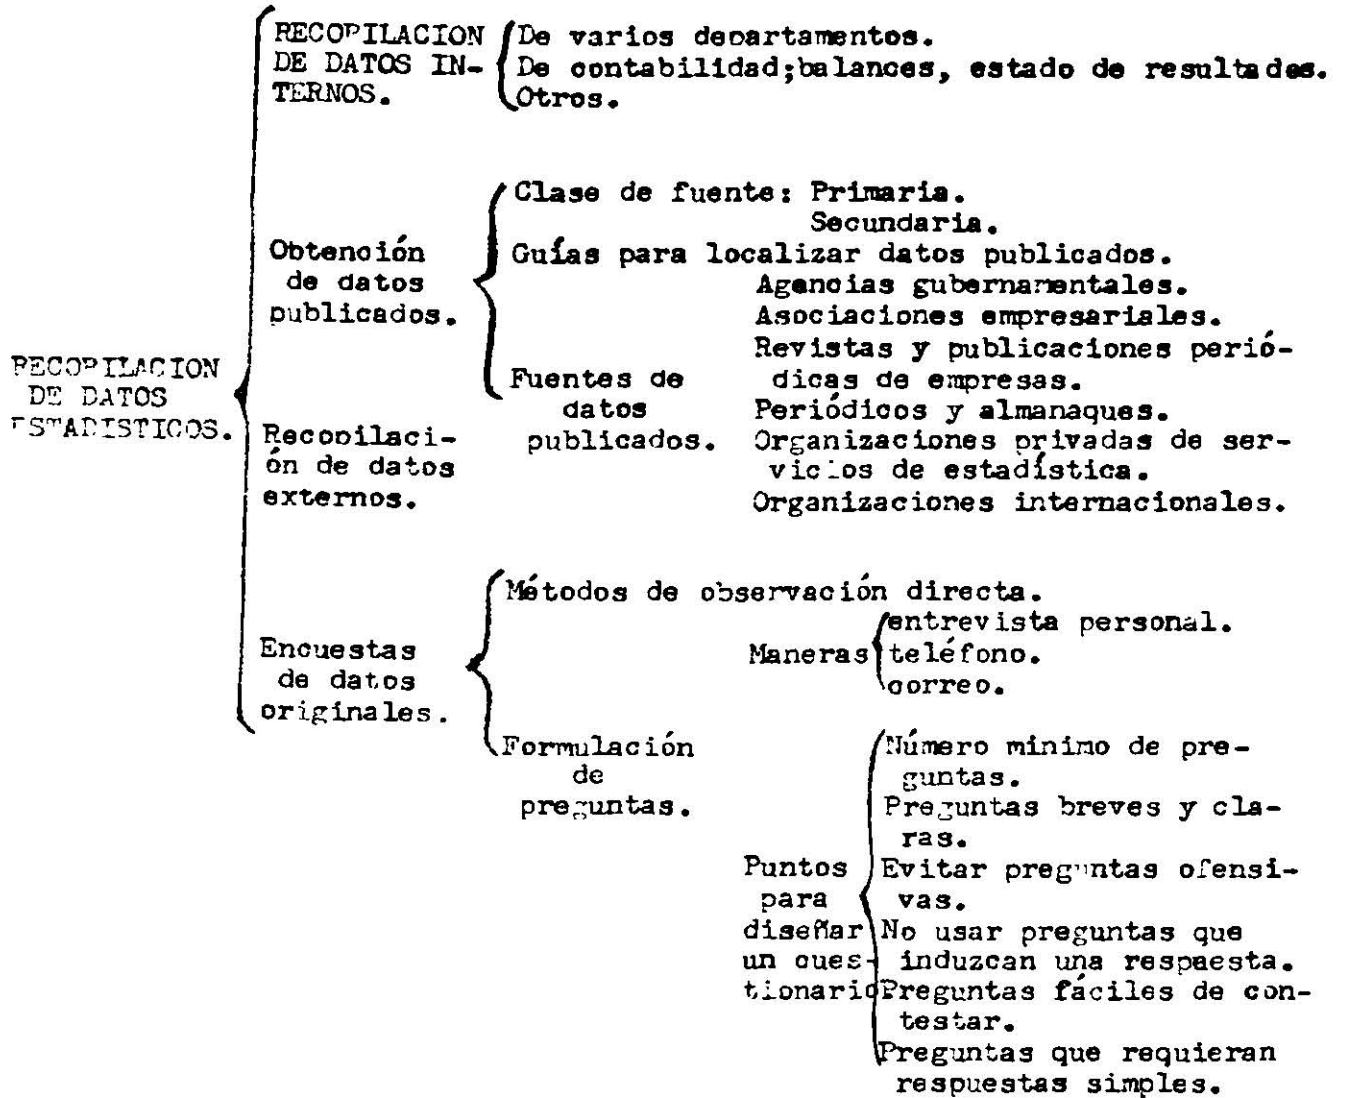 RECOPILACION
DE DATOS IN-
TERNOS.
De varios decartamentos.
De contabilidad;balances, estado de resultades.
Otros.
Obtención
de datos
publicados.
Clase de fuente: Primaria.
Secundaria.
Guías para localizar datos publicados.
Fuentes de
datos
publicados.
Agencias gubernamentales.
Asociaciones empresariales.
Revistas y publicaciones perió-
dicas de empresas.
Periódicos y almanaques.
Organizaciones privadas de ser-
vicios de estadística.
Organizaciones internacionales.
RECOPILACION
DE DATOS
ESTADISTICOS.
Recopilaci-
ón de datos
externos.
Encuestas
de datos
originales.
Métodos de observación directa.
Maneras
entrevista personal.
teléfono.
correo.
Formulación
de
preguntas.
Puntos
para
diseñar
un cues-
tionario
Número minimo de pre-
guntas.
Preguntas breves y cla-
ras.
Evitar preguntas ofensi-
vas.
No usar preguntas que
induzcan una respaesta.
Preguntas fáciles de con-
testar.
Preguntas que requieran
respuestas simples.